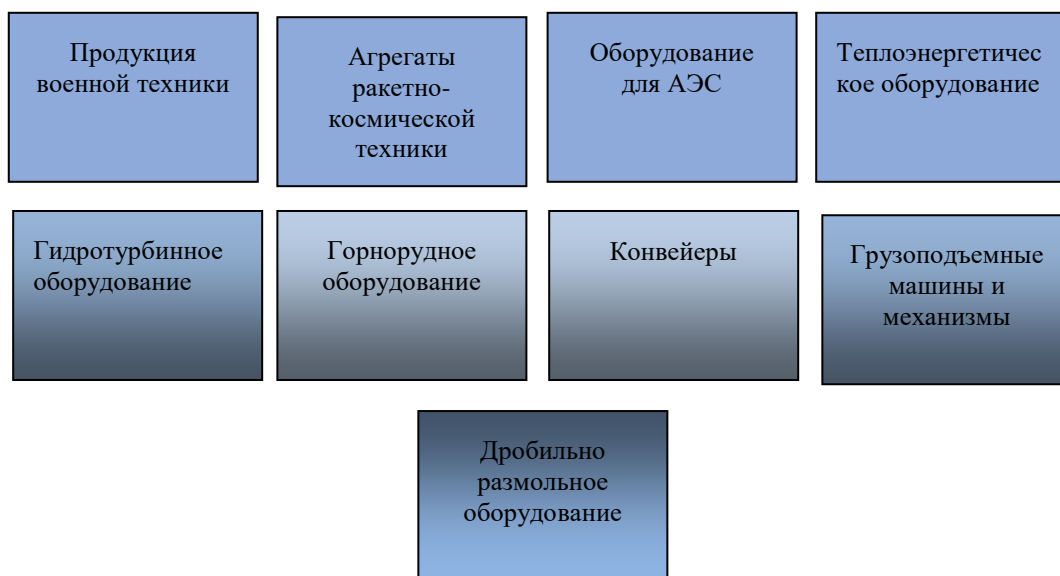 Продукция
военной техники
Агрегаты
ракетно-
космической
техники
Оборудование
для АЭС
Теплоэнергетичес
кое оборудование
Гидротурбинное
оборудование
Горнорудное
оборудование
Конвейеры
Грузоподъемные
машины и
механизмы
Дробильно
размольное
оборудование